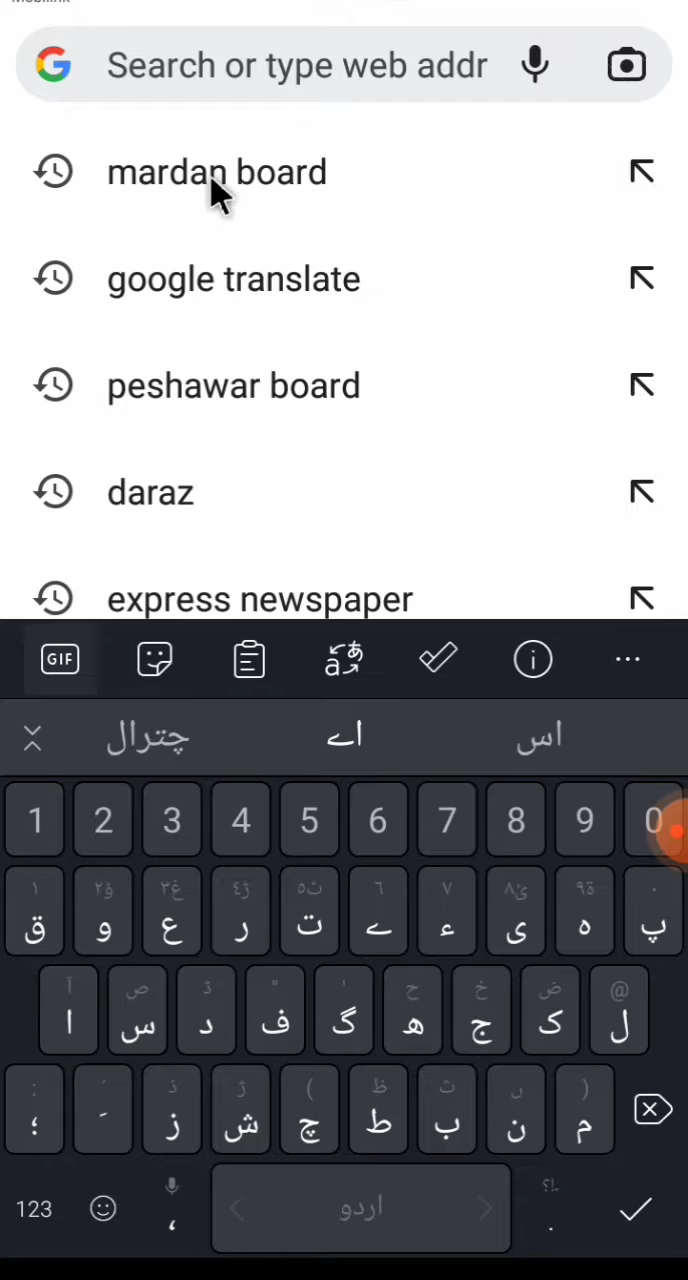 Search or type web addr
mardan board
google translate
peshawar board
daraz
express newspaper
GIF
چترال اے اس
1 2 3 4 5 6 7 8 9 0
ق و ع ر ت ے ء ی ہ پ
ا س د ف گ ھ ج ک ل
؛ َ ز ش چ ط ب ن م
123 ، اردو .